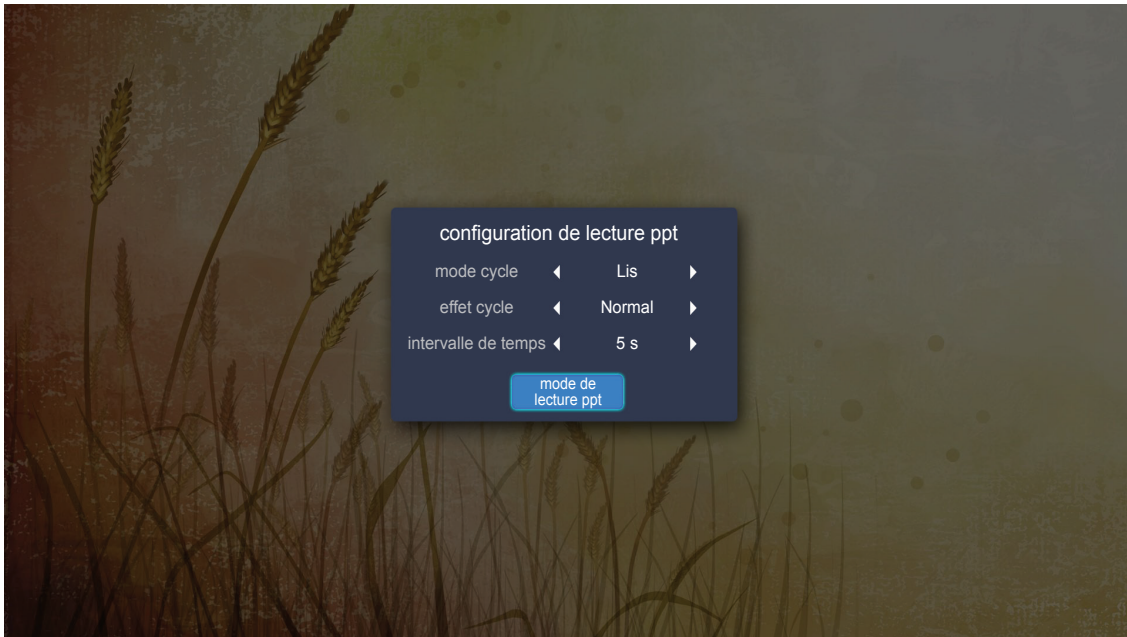 configuration de lecture ppt
mode cycle Lis
effet cycle Normal
intervalle de temps 5 s
mode de
lecture ppt